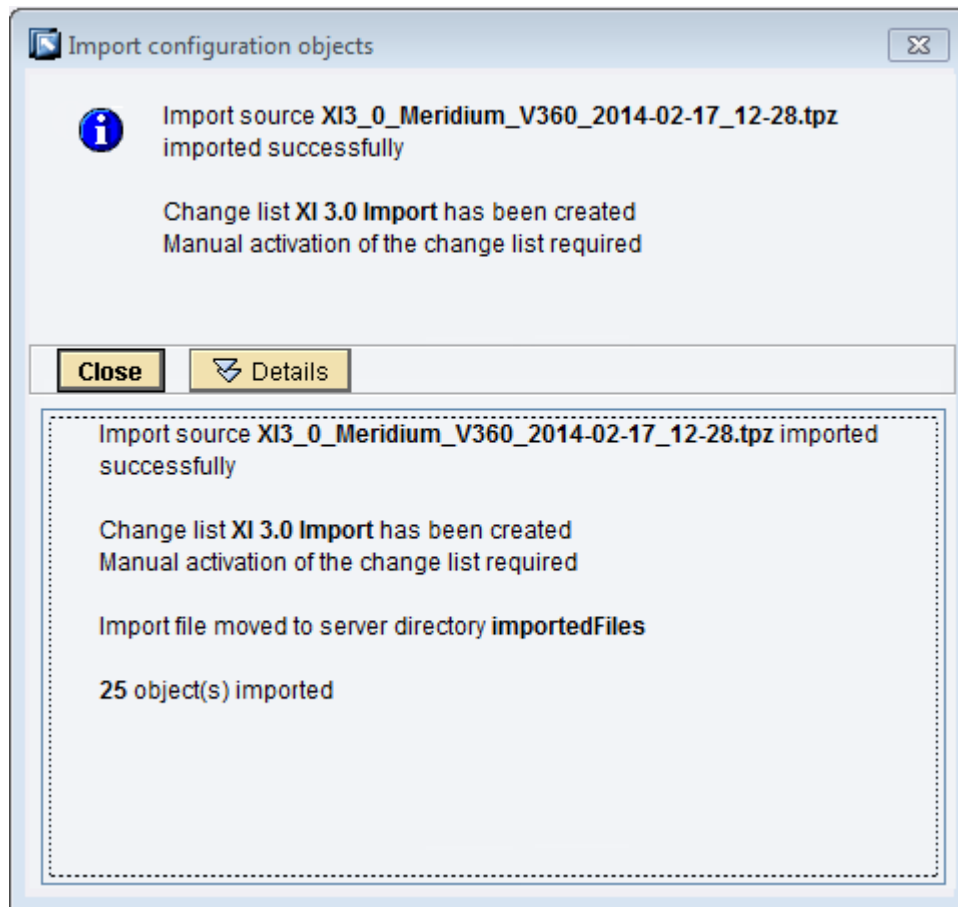 Import configuration objects
Import source XI3_0_Meridium_V360_2014-02-17_12-28.tpz
imported successfully
Change list XI 3.0 Import has been created
Manual activation of the change list required
Close
Details
Import source XI3_0_Meridium_V360_2014-02-17_12-28.tpz imported
successfully
Change list XI 3.0 Import has been created
Manual activation of the change list required
Import file moved to server directory importedFiles
25 object(s) imported